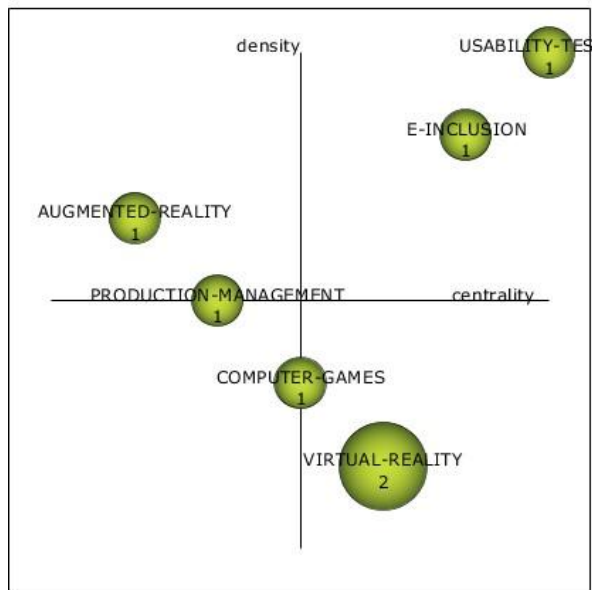 density
USABILITY-TES
1
E-INCLUSION
1
AUGMENTED-REALITY
1
PRODUCTION-MANAGEMENT
1
centrality
COMPUTER-GAMES
1
VIRTUAL-REALITY
2